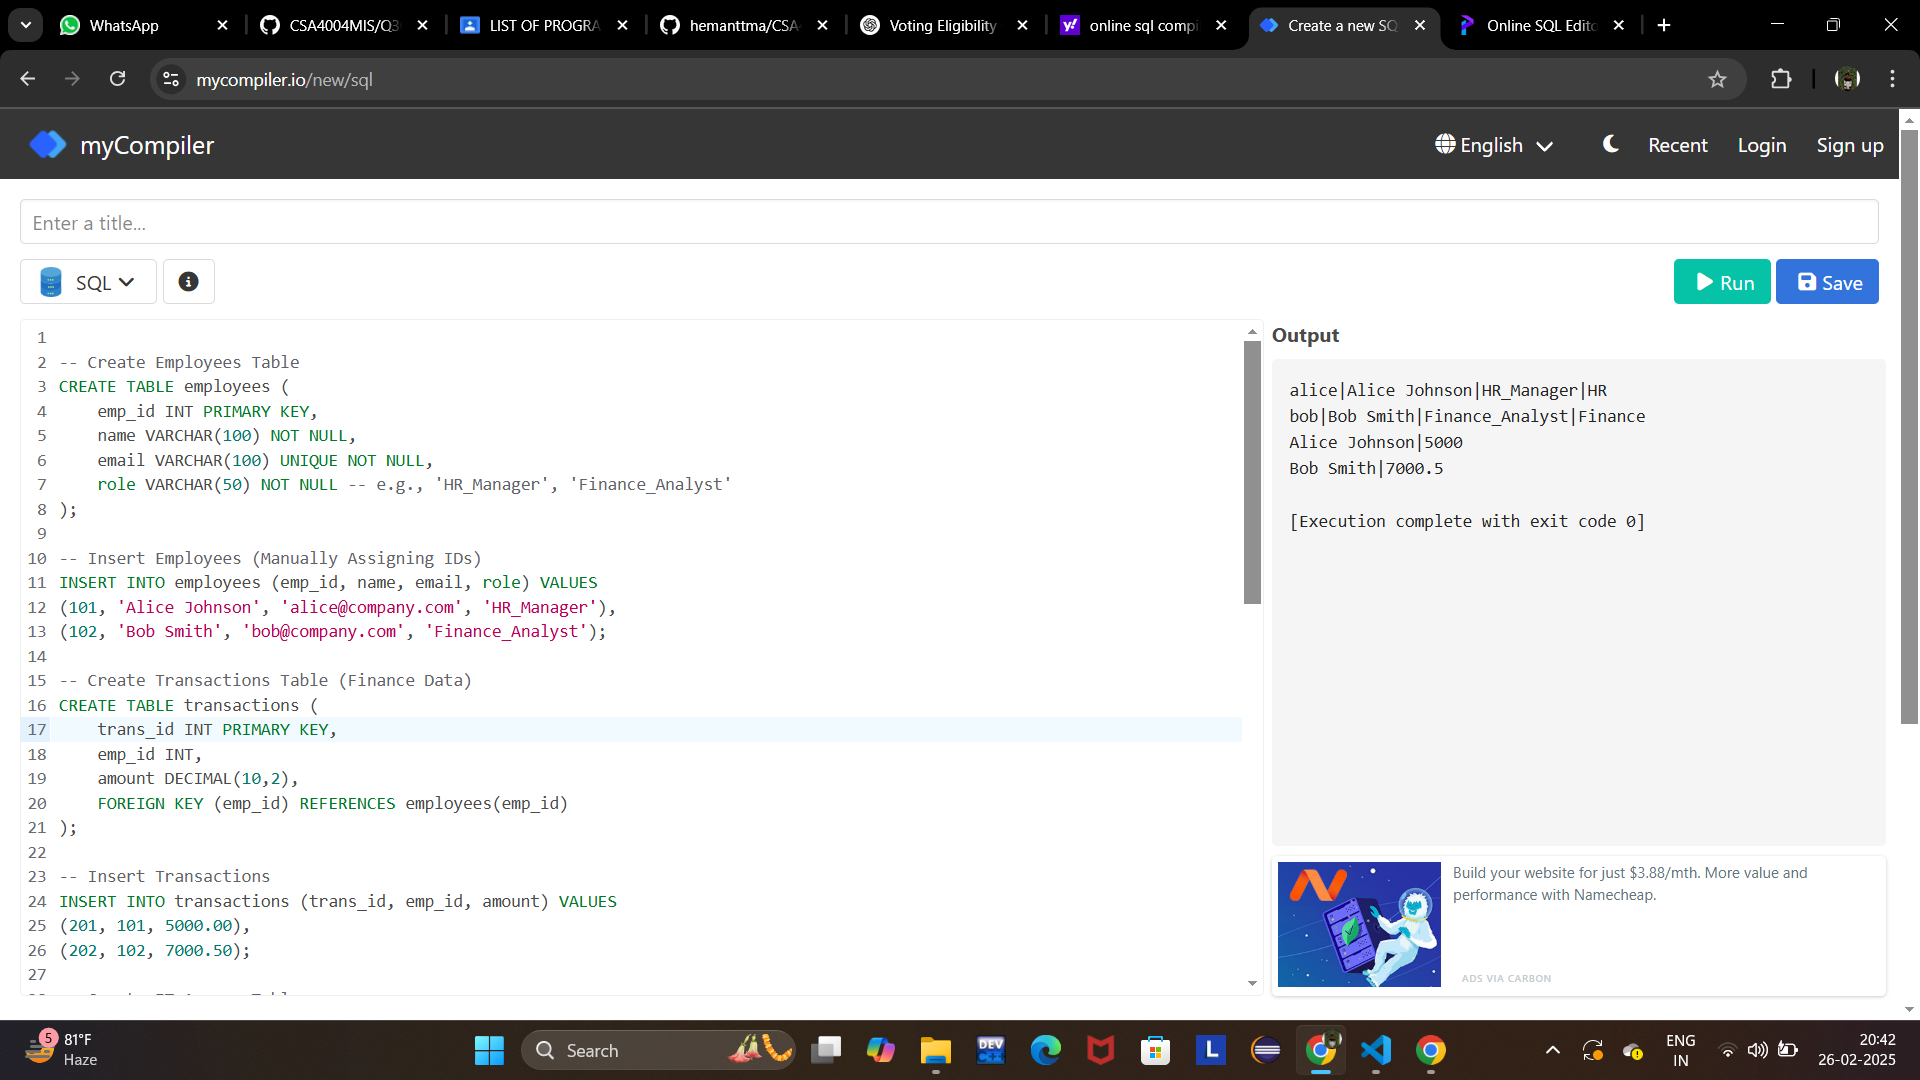 WhatsApp
CSA4004MIS/Q3
LIST OF PROGRA
hemanttma/CSA
Voting Eligibility
online sql compi
Create a new SQ
Online SQL Edito
mycompiler.io/new/sql
myCompiler
English
Recent
Login
Sign up
Enter a title...
SQL
Run
Save
1
2 -- Create Employees Table
3 CREATE TABLE employees (
4 emp_id INT PRIMARY KEY,
5 name VARCHAR(100) NOT NULL,
6 email VARCHAR(100) UNIQUE NOT NULL,
7 role VARCHAR(50) NOT NULL -- e.g., 'HR_Manager', 'Finance_Analyst'
8 );
9
10 -- Insert Employees (Manually Assigning IDs)
11 INSERT INTO employees (emp_id, name, email, role) VALUES
12 (101, 'Alice Johnson', 'alice@company.com', 'HR_Manager'),
13 (102, 'Bob Smith', 'bob@company.com', 'Finance_Analyst');
14
15 -- Create Transactions Table (Finance Data)
16 CREATE TABLE transactions (
17 trans_id INT PRIMARY KEY,
18 emp_id INT,
19 amount DECIMAL(10,2),
20 FOREIGN KEY (emp_id) REFERENCES employees(emp_id)
21 );
22
23 -- Insert Transactions
24 INSERT INTO transactions (trans_id, emp_id, amount) VALUES
25 (201, 101, 5000.00),
26 (202, 102, 7000.50);
27
Output
alice|Alice Johnson|HR_Manager|HR
bob|Bob Smith|Finance_Analyst|Finance
Alice Johnson|5000
Bob Smith|7000.5
[Execution complete with exit code 0]
Build your website for just $3.88/mth. More value and
performance with Namecheap.
ADS VIA CARBON
5
81°F
Haze
Search
DEV
C++
L
ENG
IN
20:42
26-02-2025